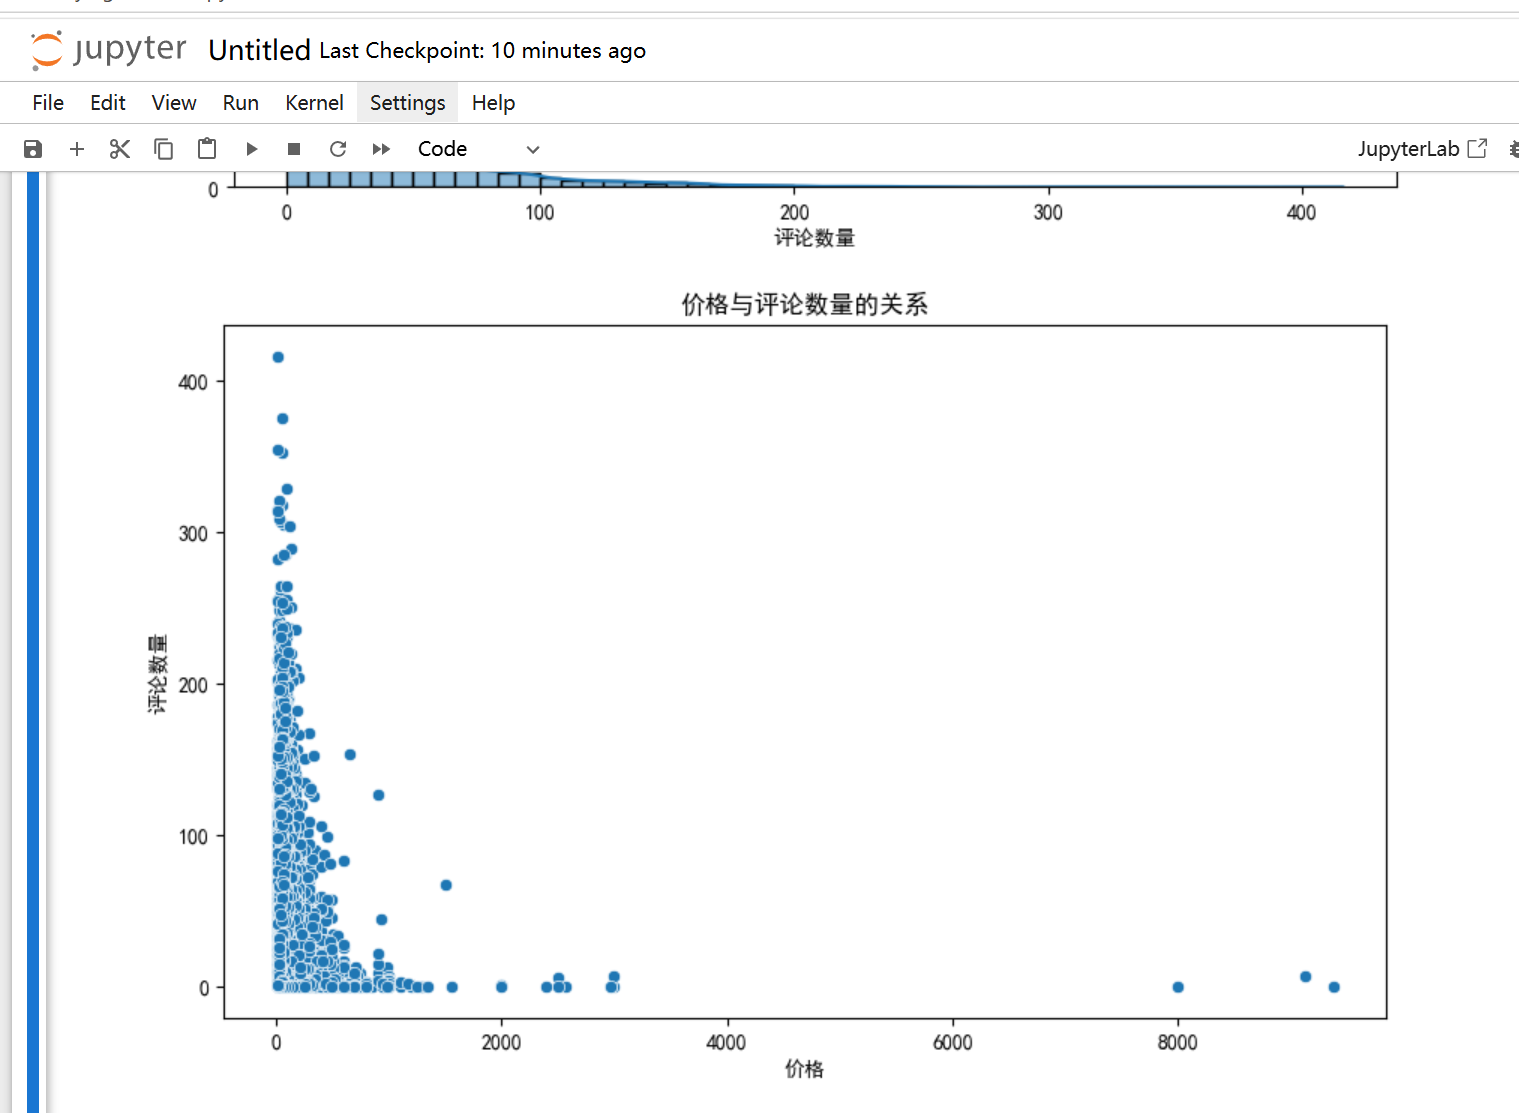 jupyter Untitled Last Checkpoint: 10 minutes ago
File Edit View Run Kernel Settings Help
Code JupyterLab
0
0 100 200 300 400
评论数量
价格与评论数量的关系
400
300
200
100
0
评论数量
0 2000 4000 6000 8000
价格